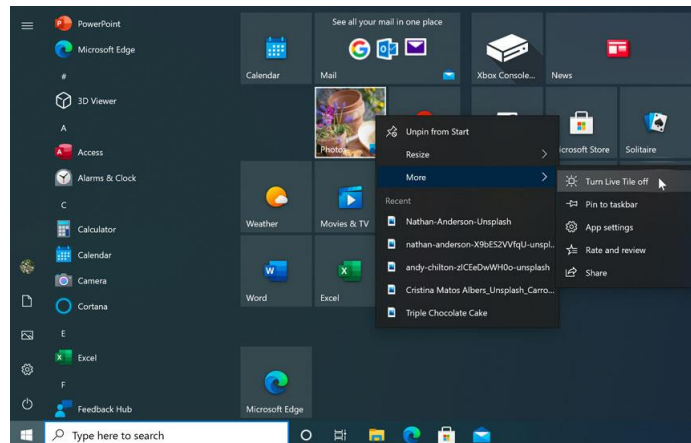 PowerPoint
Microsoft Edge
#
3D Viewer
A
Access
Alarms & Clock
C
Calculator
Calendar
Camera
Cortana
E
Excel
F
Feedback Hub
Type here to search
See all your mail in one place
Calendar
Mail
Xbox Console...
News
Photos
icrosoft Store
Solitaire
Weather
Movies & TV
Word
Excel
Microsoft Edge
Unpin from Start
Resize
More
Recent
Nathan-Anderson-Unsplash
nathan-anderson-X9bES2VVfqU-unspl..
andy-chilton-zICEeDwWH0o-unsplash
Cristina Matos Albers_Unsplash_Carro...
Triple Chocolate Cake
Turn Live Tile off
Pin to taskbar
App settings
Rate and review
Share